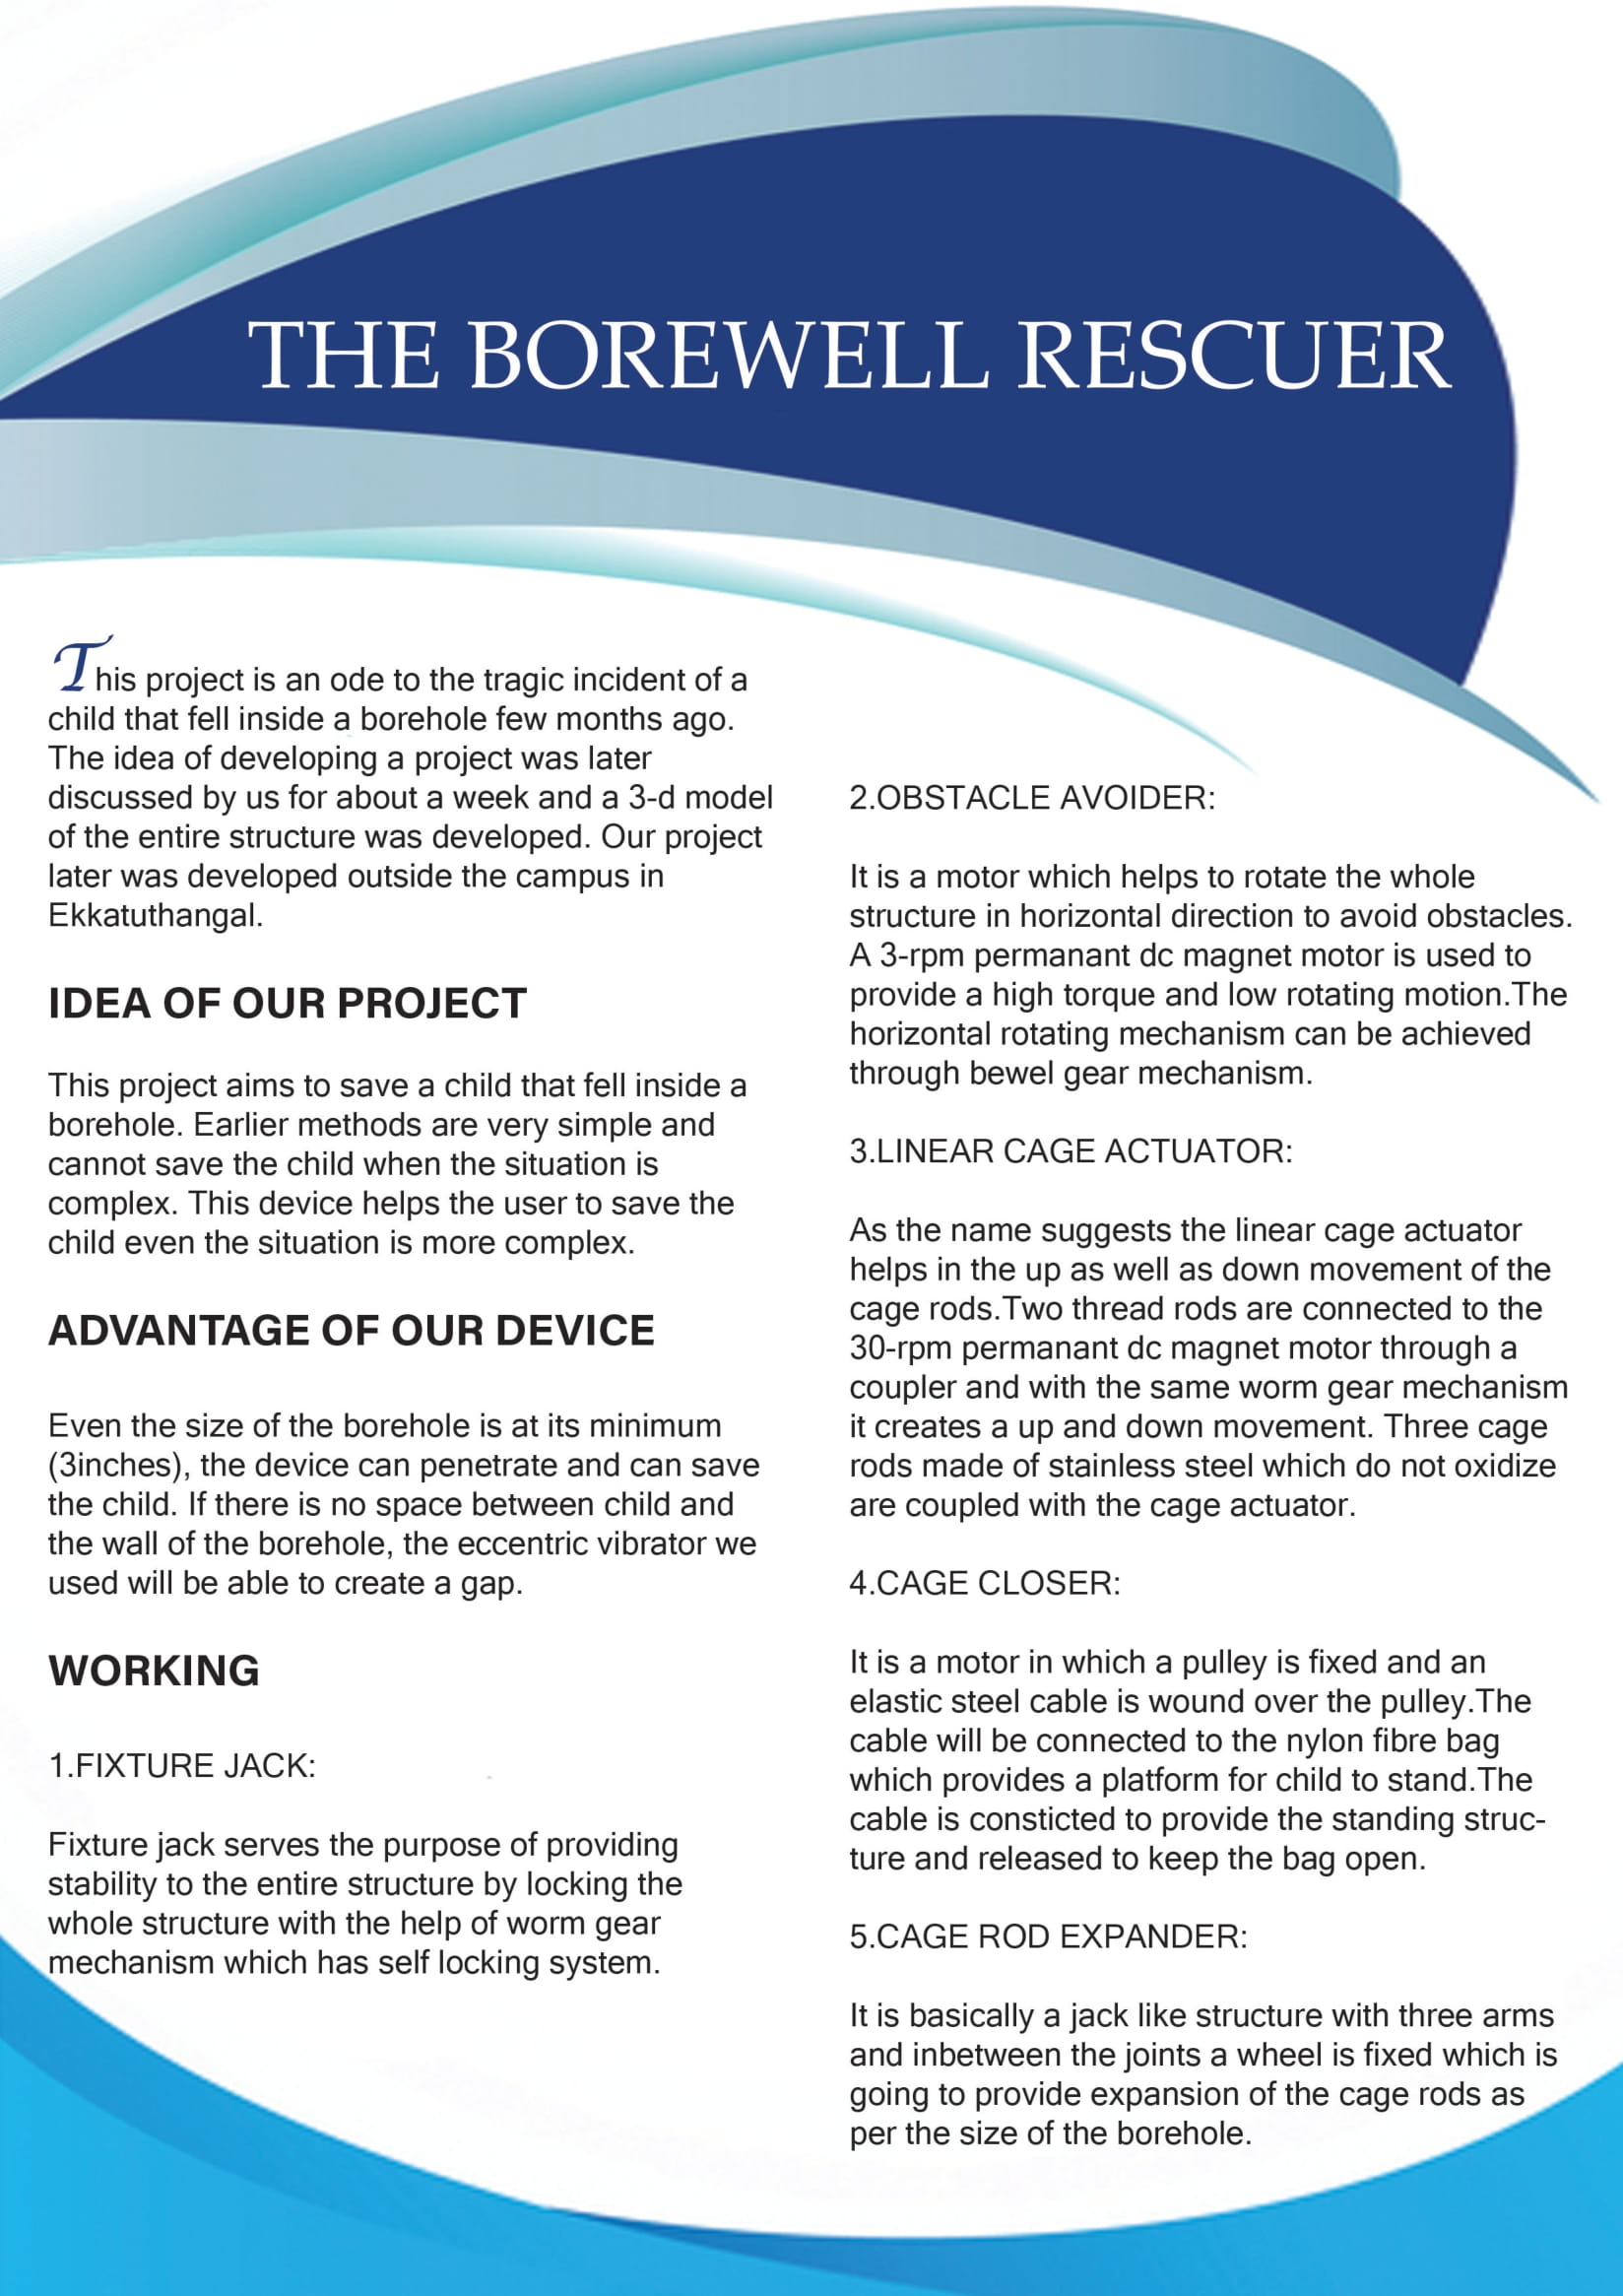 THE BOREWELL RESCUER
This project is an ode to the tragic incident of a
child that fell inside a borehole few months ago.
The idea of developing a project was later
discussed by us for about a week and a 3-d model
of the entire structure was developed. Our project
later was developed outside the campus in
Ekkatuthangal.
IDEA OF OUR PROJECT
This project aims to save a child that fell inside a
borehole. Earlier methods are very simple and
cannot save the child when the situation is
complex. This device helps the user to save the
child even the situation is more complex.
ADVANTAGE OF OUR DEVICE
Even the size of the borehole is at its minimum
(3inches), the device can penetrate and can save
the child. If there is no space between child and
the wall of the borehole, the eccentric vibrator we
used will be able to create a gap.
WORKING
1.FIXTURE JACK:
Fixture jack serves the purpose of providing
stability to the entire structure by locking the
whole structure with the help of worm gear
mechanism which has self locking system.
2.OBSTACLE AVOIDER:
It is a motor which helps to rotate the whole
structure in horizontal direction to avoid obstacles.
A 3-rpm permanant dc magnet motor is used to
provide a high torque and low rotating motion.The
horizontal rotating mechanism can be achieved
through bewel gear mechanism.
3.LINEAR CAGE ACTUATOR:
As the name suggests the linear cage actuator
helps in the up as well as down movement of the
cage rods.Two thread rods are connected to the
30-rpm permanant dc magnet motor through a
coupler and with the same worm gear mechanism
it creates a up and down movement. Three cage
rods made of stainless steel which do not oxidize
are coupled with the cage actuator.
4.CAGE CLOSER:
It is a motor in which a pulley is fixed and an
elastic steel cable is wound over the pulley.The
cable will be connected to the nylon fibre bag
which provides a platform for child to stand.The
cable is consticted to provide the standing struc-
ture and released to keep the bag open.
5.CAGE ROD EXPANDER:
It is basically a jack like structure with three arms
and inbetween the joints a wheel is fixed which is
going to provide expansion of the cage rods as
per the size of the borehole.